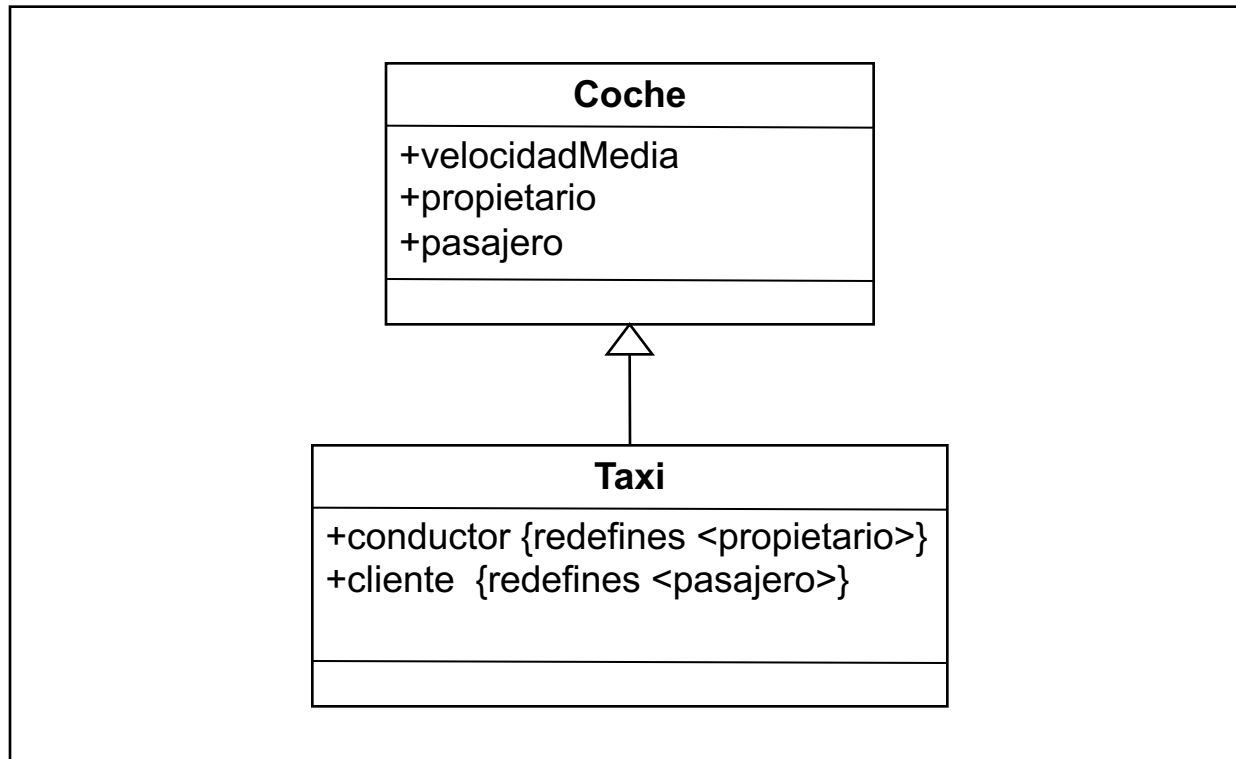 Coche
+velocidadMedia
+propietario
+pasajero
Taxi
+conductor {redefines <propietario>}
+cliente  {redefines <pasajero>}